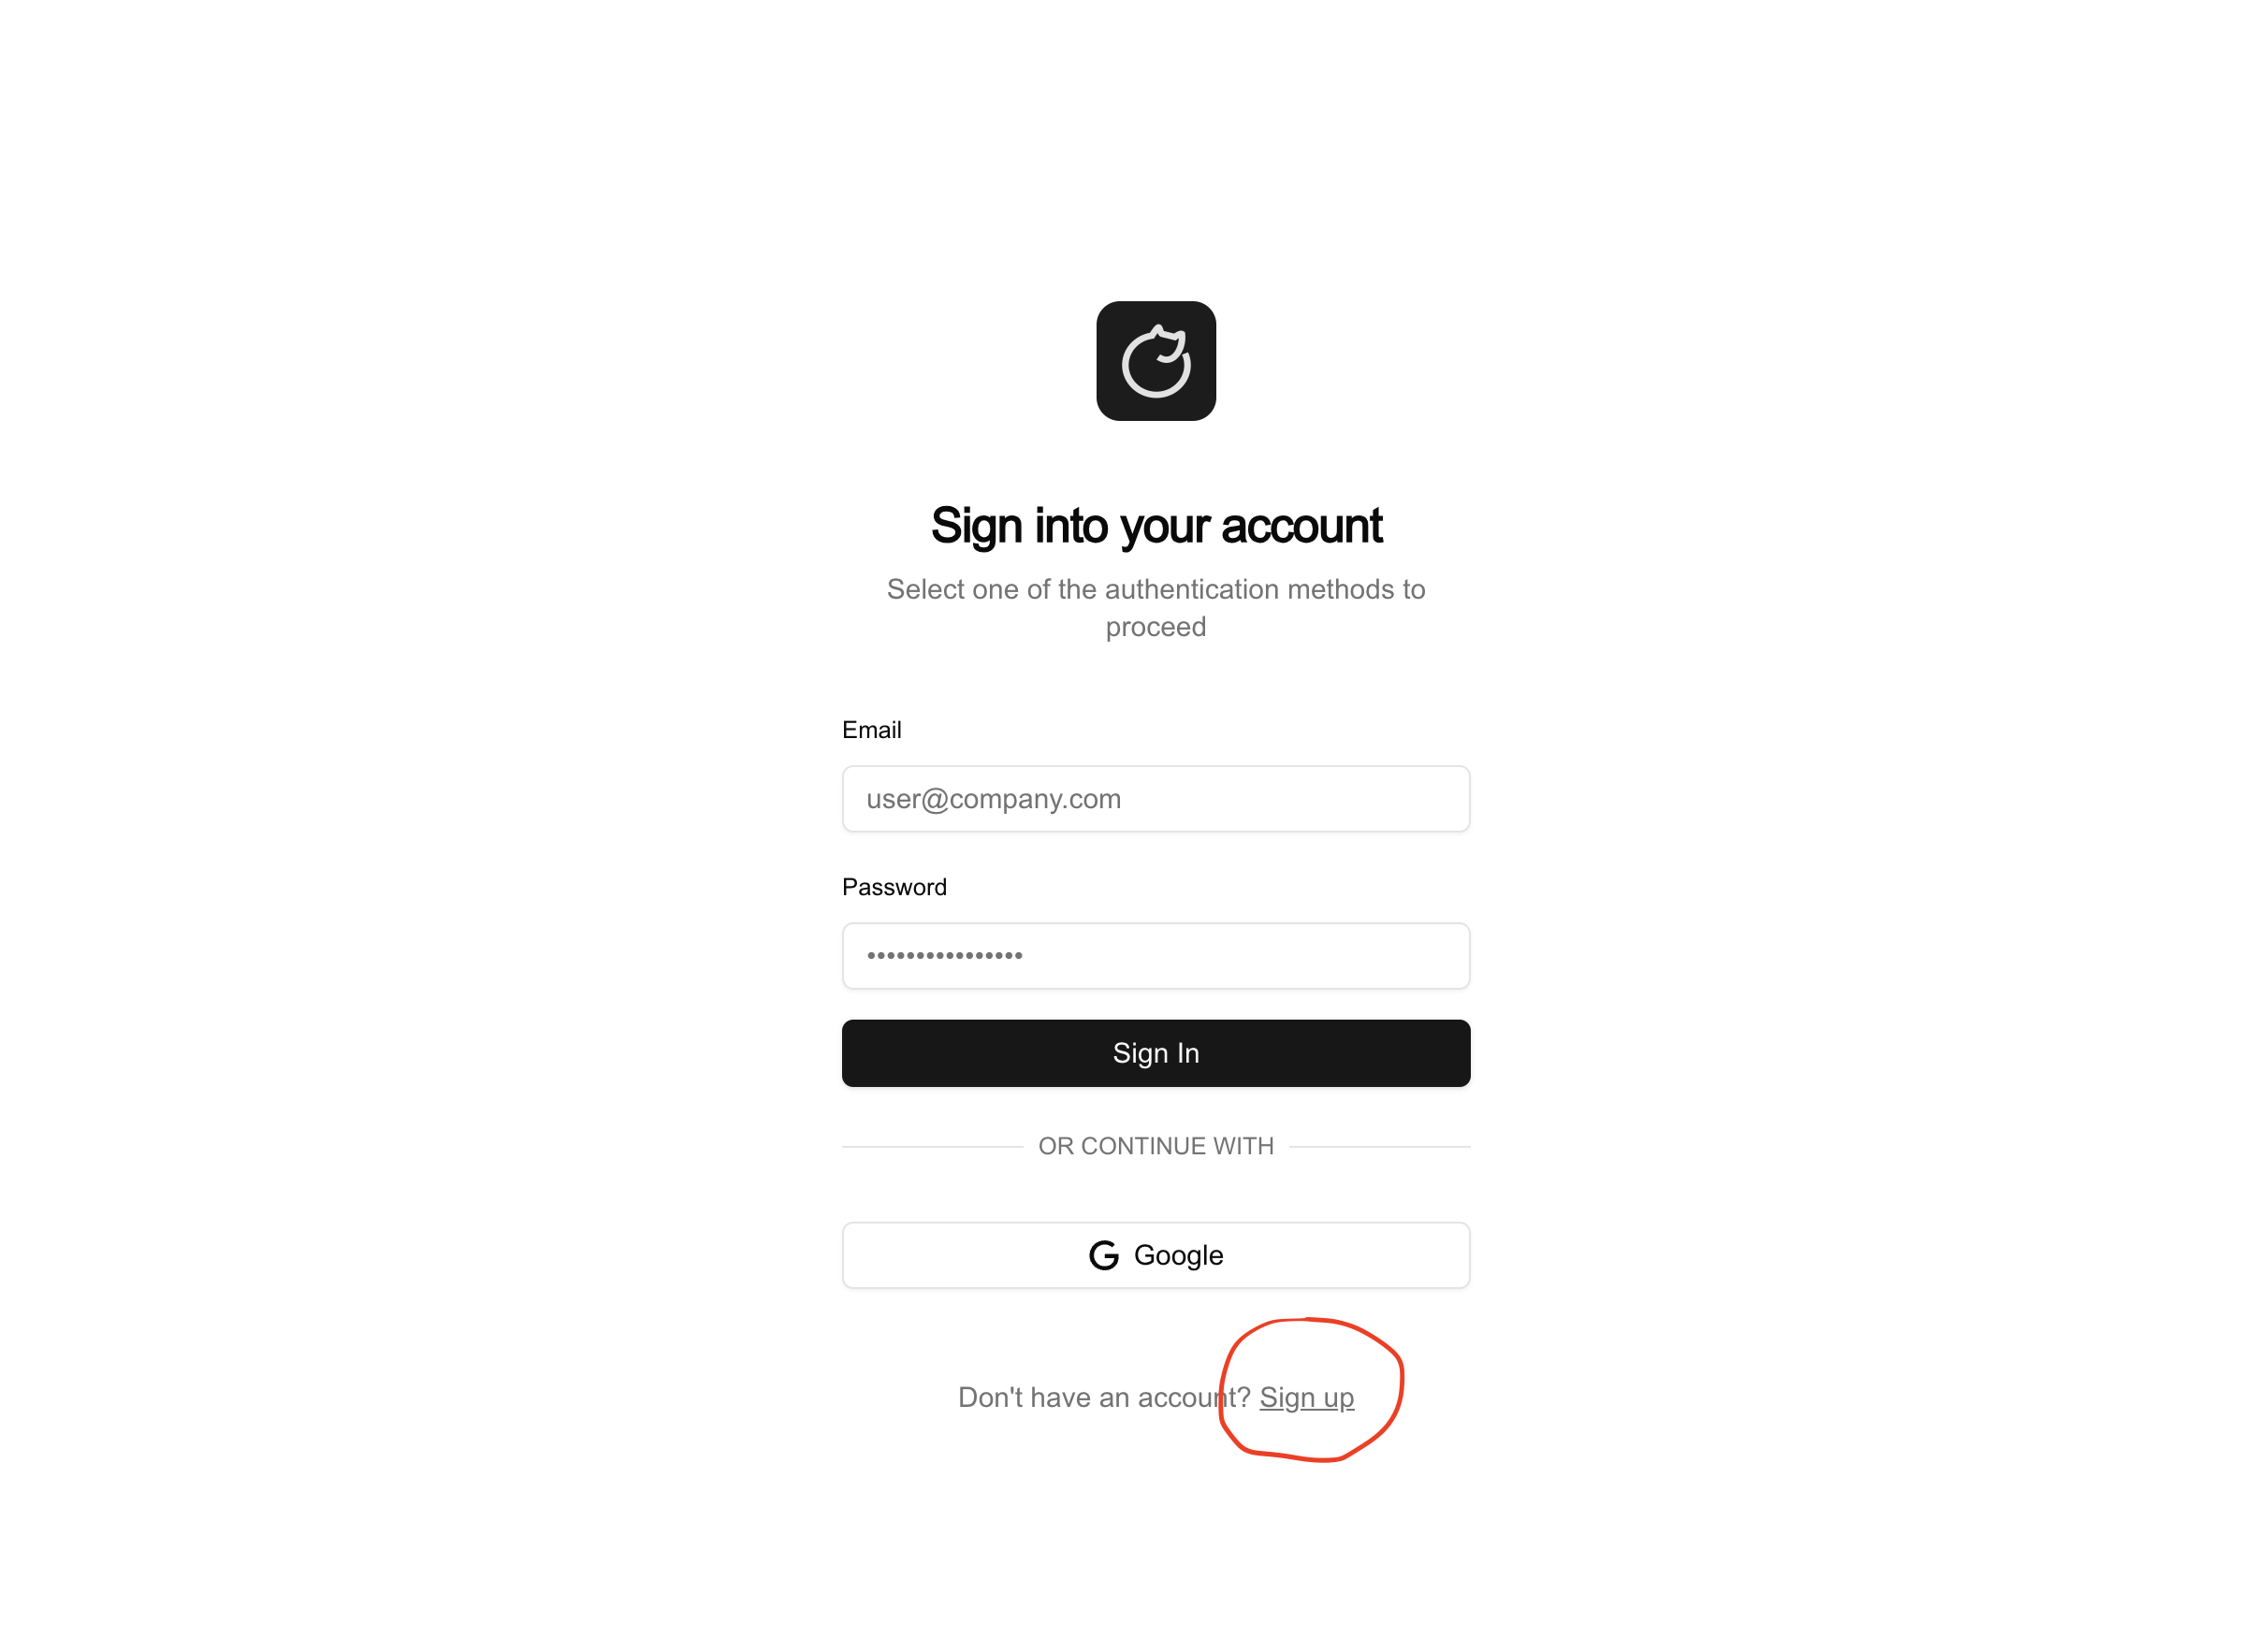 Sign into your account
Select one of the authentication methods to
proceed
Email
user@company.com
Password
••••••••••••••••
Sign In
OR CONTINUE WITH
Google
Don't have an account? Sign up